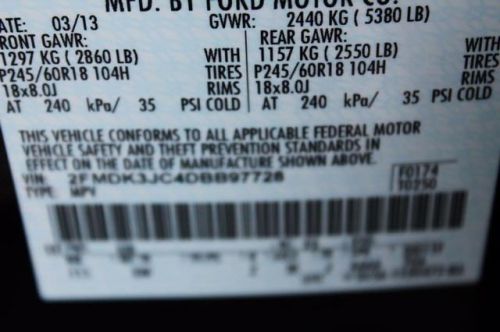 MFD. BY FORD MOTOR CO.
DATE: 03/13 GVWR: 2440 KG ( 5380 LB)
FRONT GAWR: REAR GAWR:
1297 KG ( 2860 LB) WITH 1157 KG ( 2550 LB) WITH
P245/60R18 104H TIRES P245/60R18 104H TIRES
18x8.0J RIMS 18x8.0J RIMS
AT 240 kPa/ 35 PSI COLD AT 240 kPa/ 35 PSI COLD
THIS VEHICLE CONFORMS TO ALL APPLICABLE FEDERAL MOTOR
VEHICLE SAFETY AND THEFT PREVENTION STANDARDS IN
EFFECT ON THE DATE OF MANUFACTURE SHOWN ABOVE.
VIN: 2FMDK3JC4DBB97728 F0174
TYPE: MPV T0250